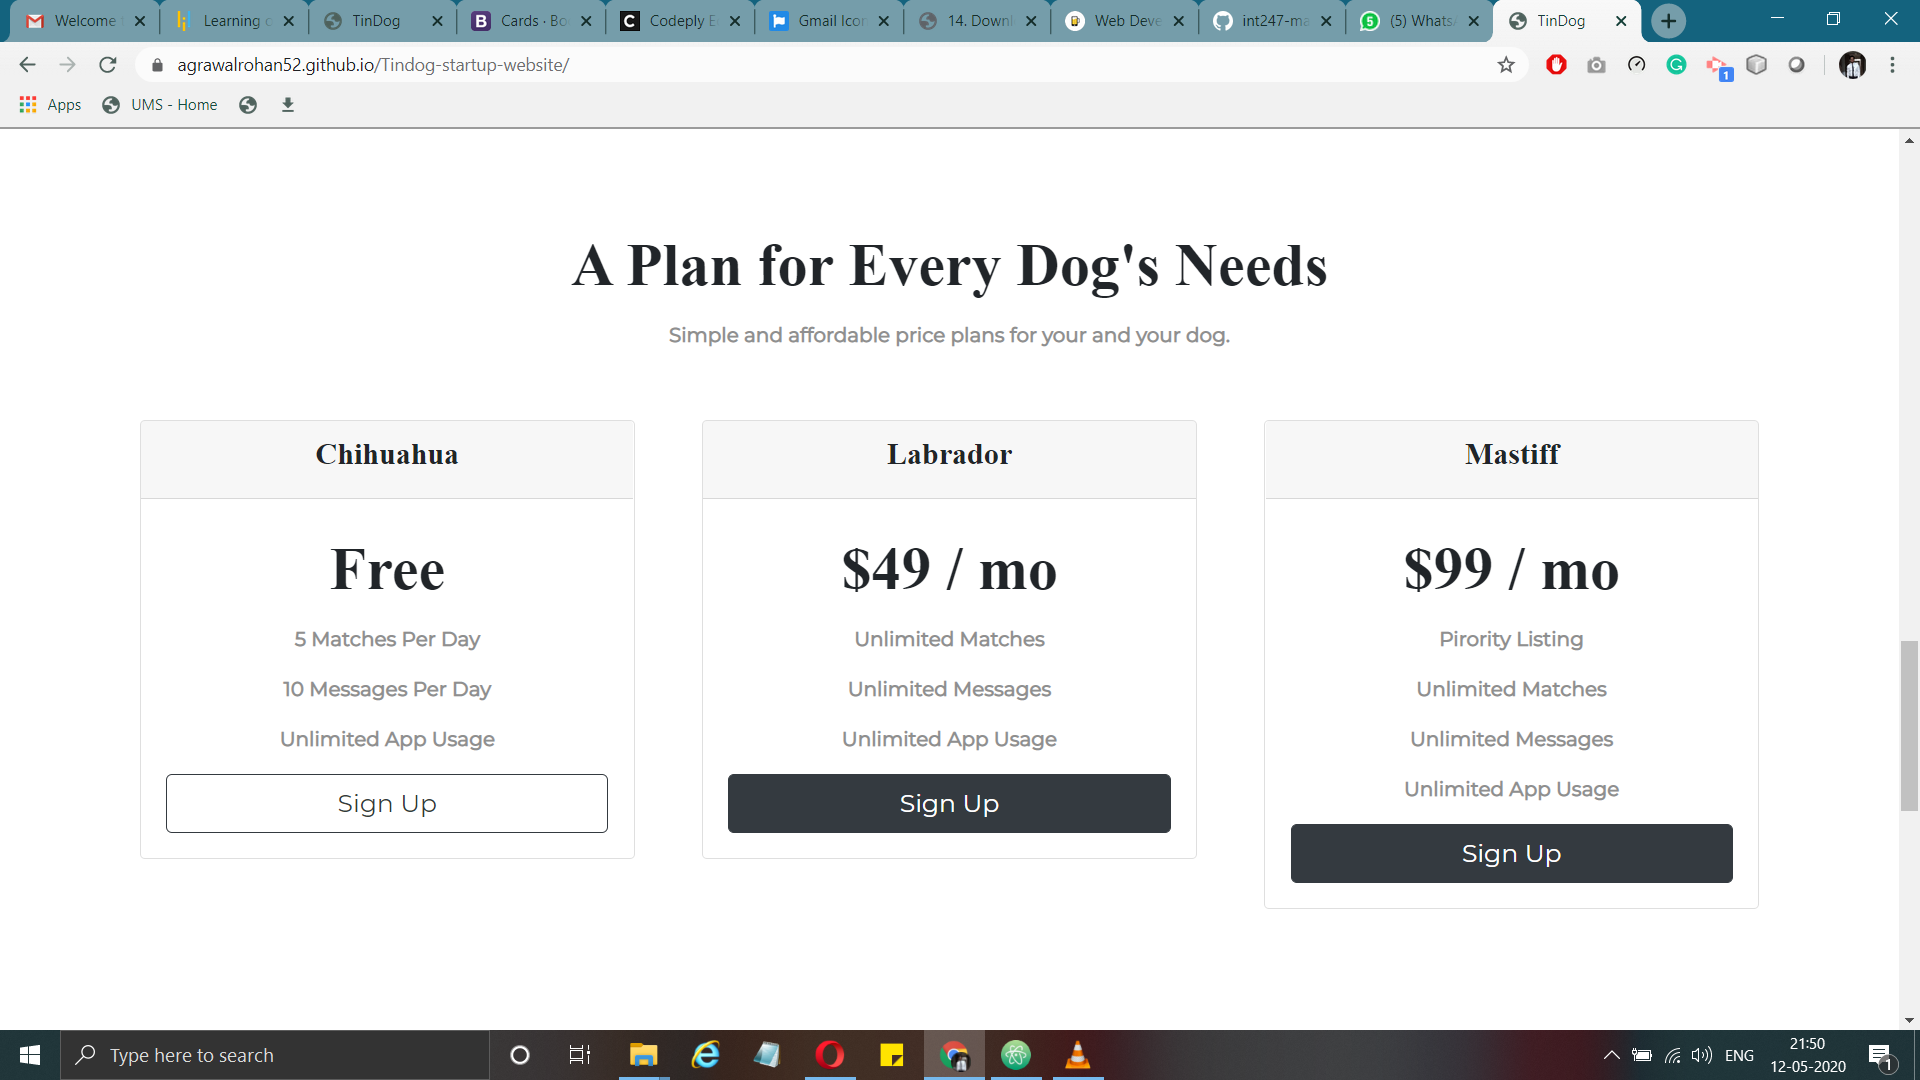 Welcome
Learning
TinDog
Cards · Bo
Codeply E
Gmail Icon
14. Downl
Web Deve
int247-ma
(5) Whats
TinDog
agrawalrohan52.github.io/Tindog-startup-website/
1
Apps
UMS - Home
A Plan for Every Dog's Needs
Simple and affordable price plans for your and your dog.
Chihuahua
Free
5 Matches Per Day
10 Messages Per Day
Unlimited App Usage
Sign Up
Labrador
$49 / mo
Unlimited Matches
Unlimited Messages
Unlimited App Usage
Sign Up
Mastiff
$99 / mo
Pirority Listing
Unlimited Matches
Unlimited Messages
Unlimited App Usage
Sign Up
Type here to search
ENG
21:50
12-05-2020
1